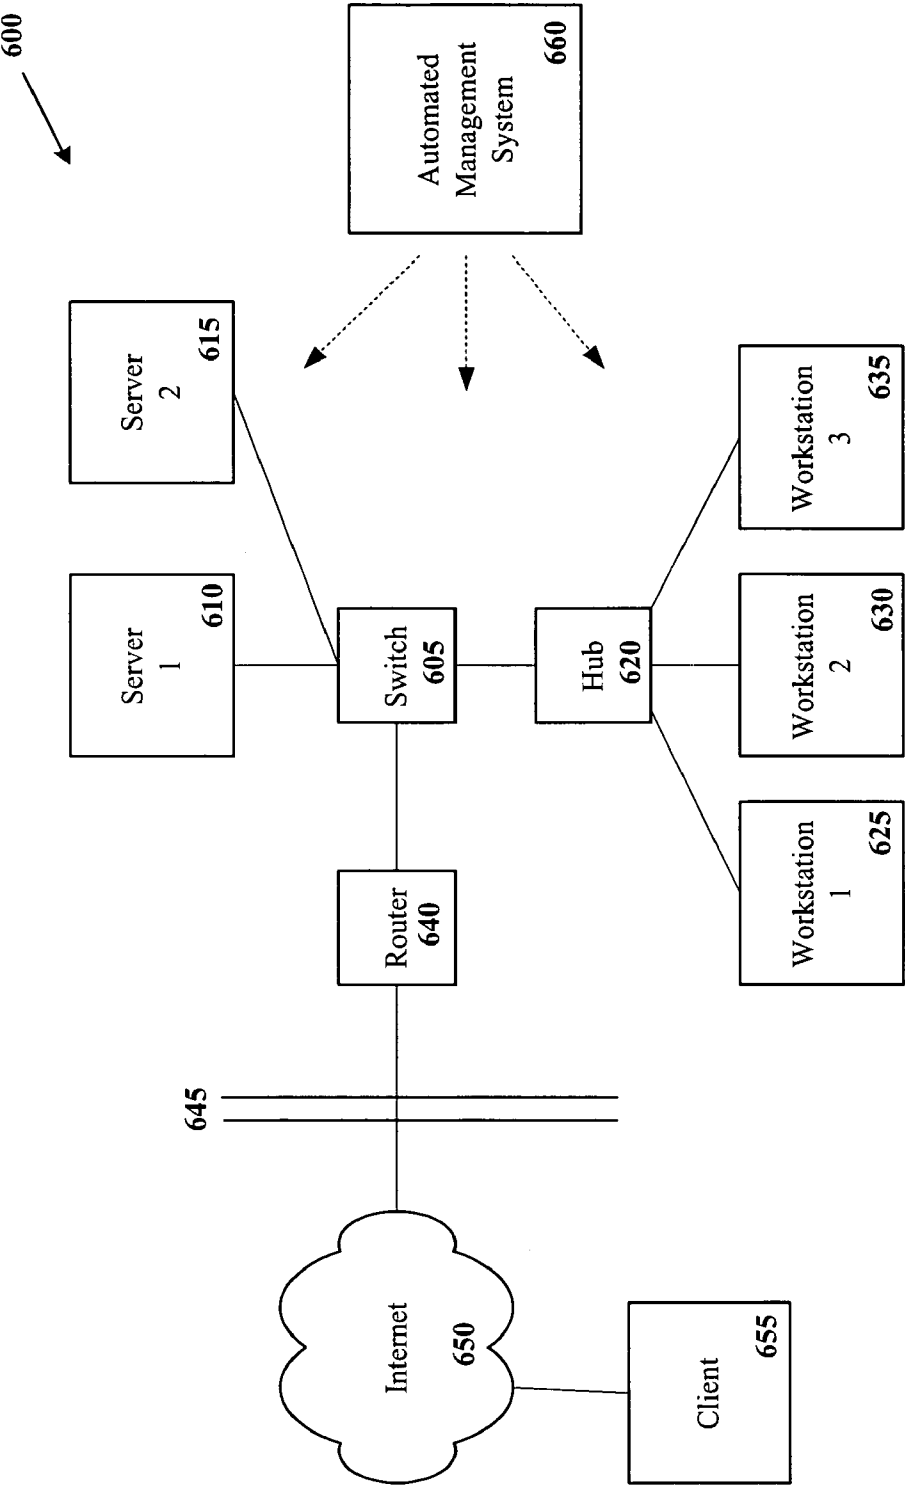 600
Server
1
610
Server
2
615
Automated
Management
System
660
645
Internet
650
Router
640
Switch
605
Hub
620
Client
655
Workstation
1
625
Workstation
2
630
Workstation
3
635